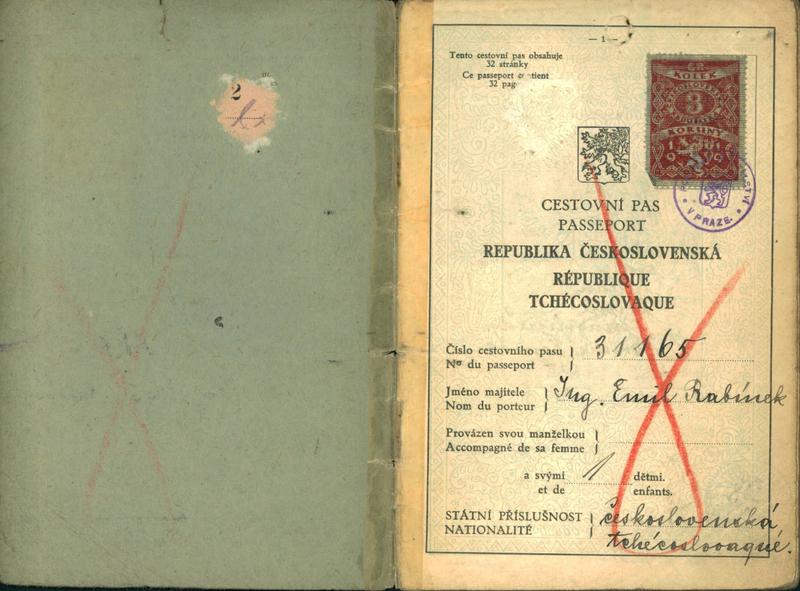 2
— 1 —
Tento cestovní pas obsahuje
32 stránky
Ce passeport contient
32 pag
KOLEK
3
KORUNY
V PRAZE.
CESTOVNÍ PAS
PASSEPORT
REPUBLIKA ČESKOSLOVENSKÁ
RÉPUBLIQUE
TCHÉCOSLOVAQUE
Číslo cestovního pasu } 31165
No du passeport
Jméno majitele } Ing. Emil Rabínek
Nom du porteur
Provázen svou manželkou }
Accompagné de sa femme
a svými 1 dětmi.
et de enfants.
STÁTNÍ PŘÍSLUŠNOST } československá
NATIONALITÉ tchécoslovaque.